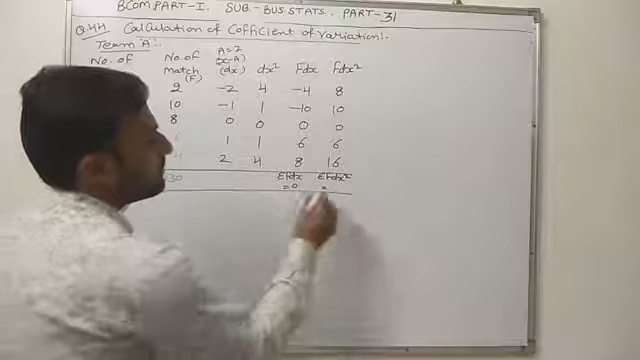 BCOM PART-I. SUB.- BUS STATS. PART-31
Q.44 Calculation of Cofficient of variation:-
Team A:-
No. of No. of A=2
Match (x-A)
(F) (dx) dx² Fdx Fdx²
2 -2 4 -4 8
10 -1 1 -10 10
8 0 0 0 0
6 1 1 6 6
4 2 4 8 16
30 ΣFdx ΣFdx²
=0 =